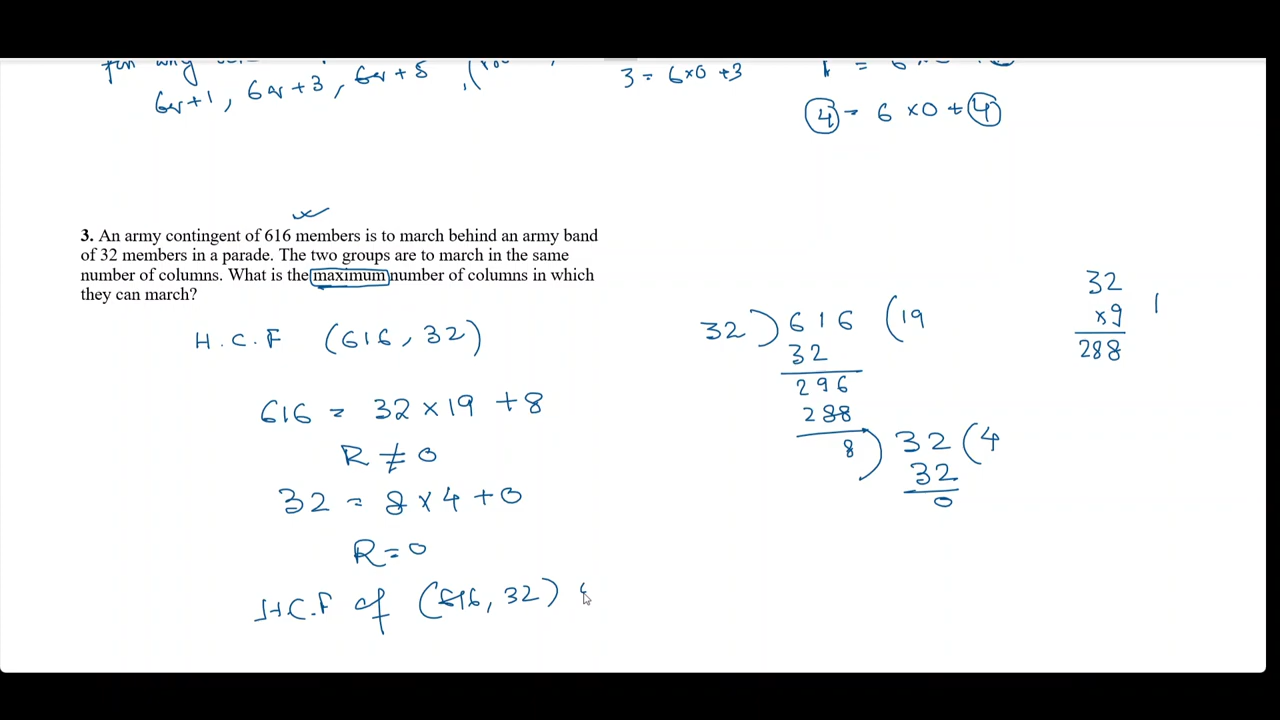 6q+1, 6q+3, 6q+5
3 = 6×0 +3
4 = 6 ×0 + 4
3. An army contingent of 616 members is to march behind an army band
of 32 members in a parade. The two groups are to march in the same
number of columns. What is the maximum number of columns in which
they can march?
H.C.F (616, 32)
616 = 32 × 19 + 8
R ≠ 0
32 = 8 × 4 + 0
R = 0
H.C.F of (616, 32)
32 ) 616 ( 19
32
296
288
8 ) 32 ( 4
32
0
32
×9
288